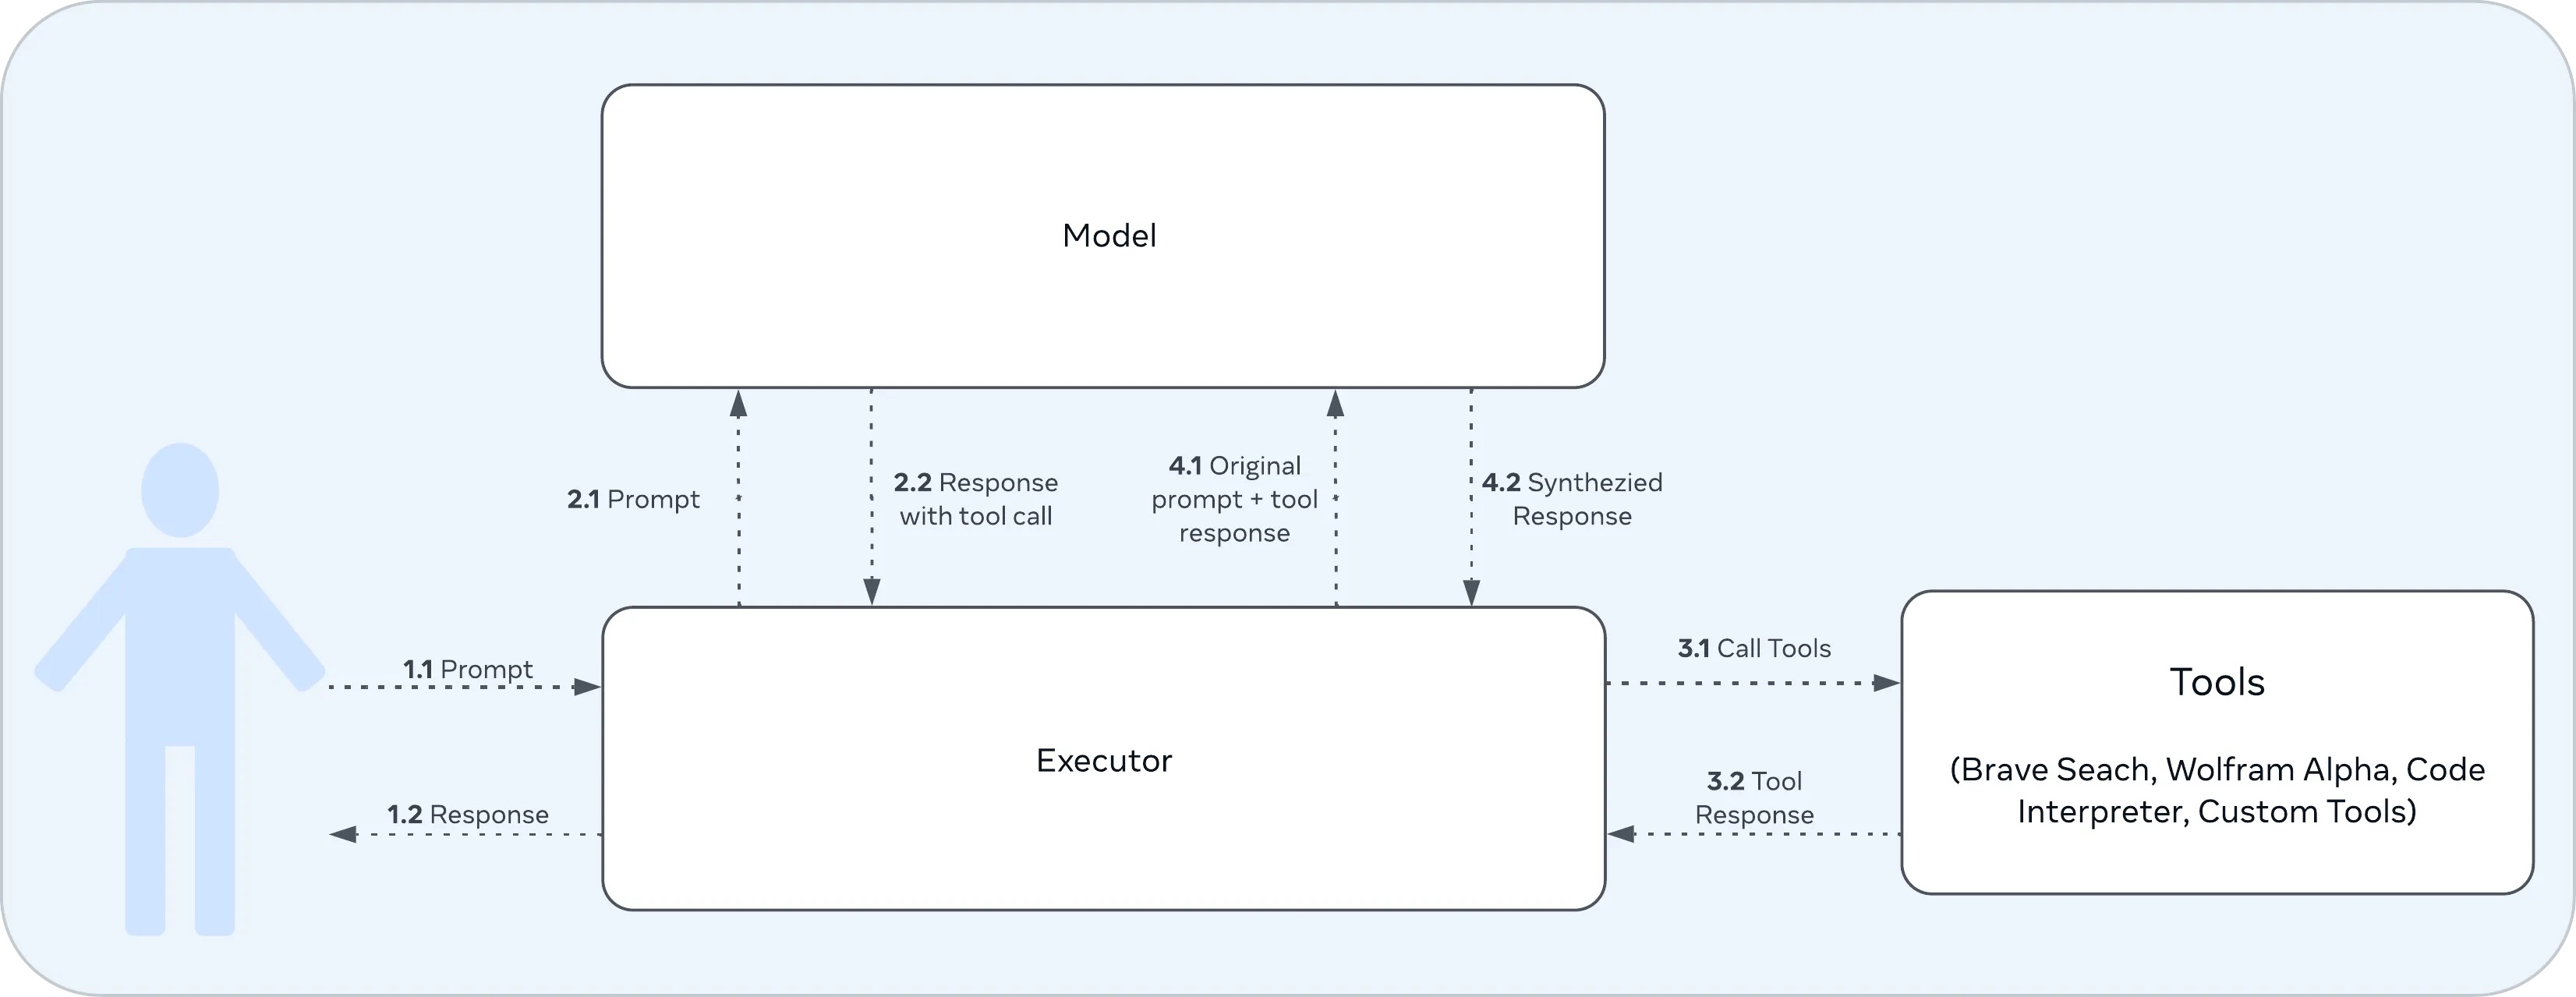 Model
2.1 Prompt
2.2 Response
with tool call
4.1 Original
prompt + tool
response
4.2 Synthezied
Response
1.1 Prompt
1.2 Response
Executor
3.1 Call Tools
3.2 Tool
Response
Tools
(Brave Seach, Wolfram Alpha, Code
Interpreter, Custom Tools)